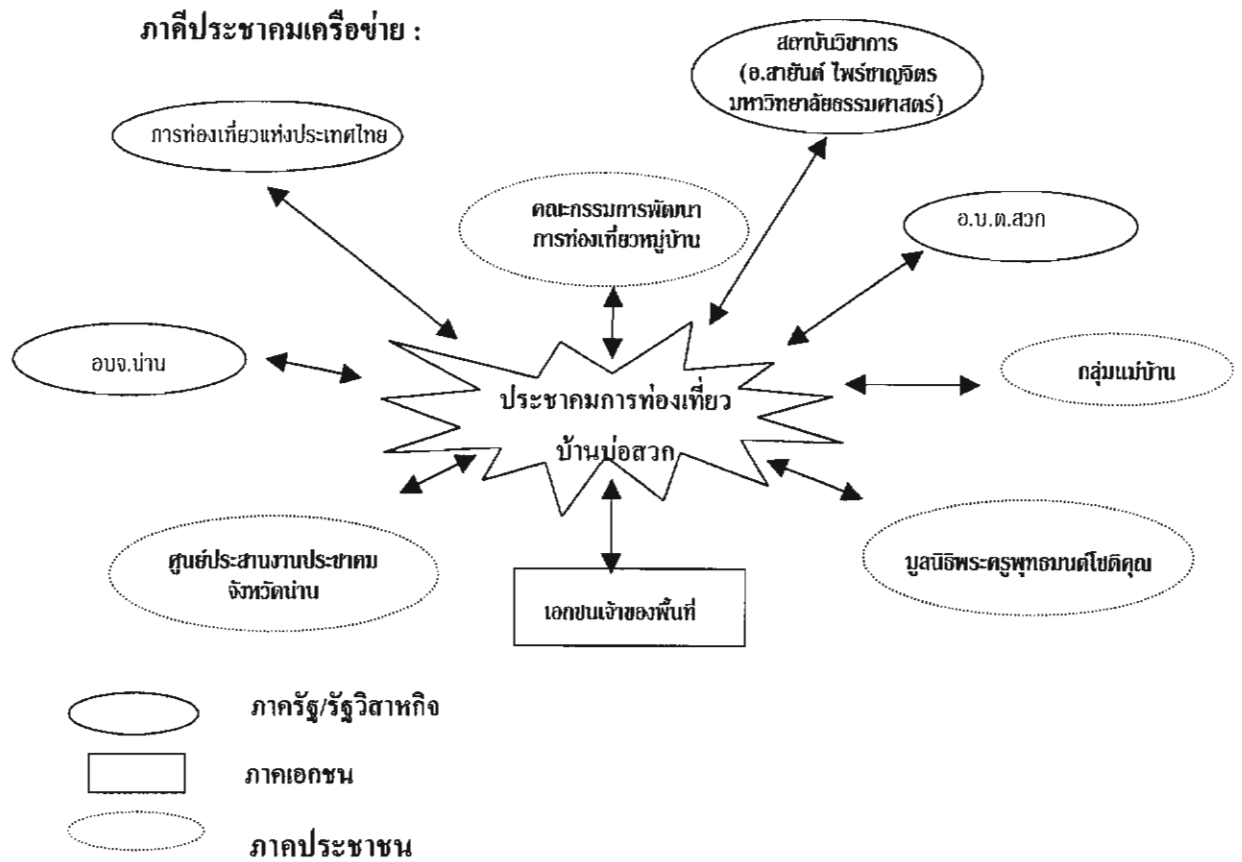 ภาคีประชาคมเครือข่าย :
สถาบันวิชาการ
(อ.สายันต์ ไพร์ชาญจิตร
มหาวิทยาลัยธรรมศาสตร์)
การท่องเที่ยวแห่งประเทศไทย
คณะกรรมการพัฒนา
การท่องเที่ยวหมู่บ้าน
อ.บ.ต.สวก
อบจ.น่าน
กลุ่มแม่บ้าน
ประชาคมการท่องเที่ยว
บ้านบ่อสวก
ศูนย์ประสานงานประชาคม
จังหวัดน่าน
มูลนิธิพระครูพุทธมนต์โชติคุณ
เอกชนเจ้าของพื้นที่
ภาครัฐ/รัฐวิสาหกิจ
ภาคเอกชน
ภาคประชาชน